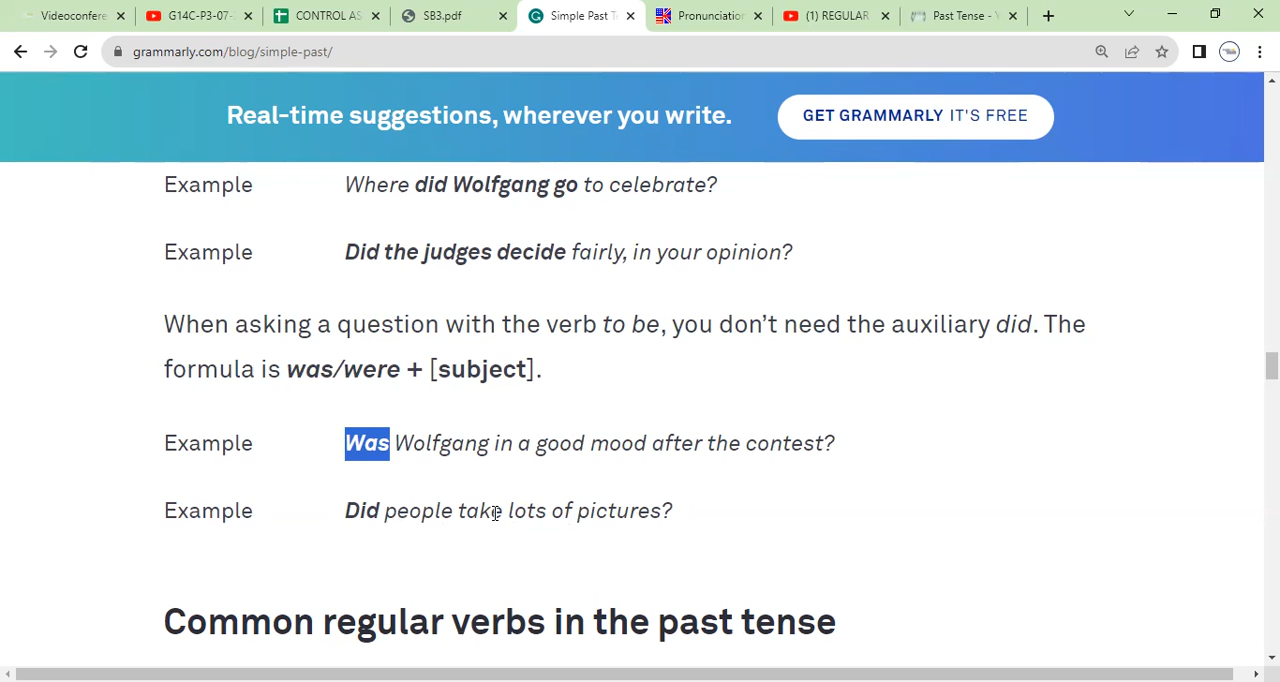 Videoconfere
G14C-P3-07-
CONTROL AS
SB3.pdf
Simple Past T
Pronunciation
(1) REGULAR
Past Tense - Y
grammarly.com/blog/simple-past/
Real-time suggestions, wherever you write.
GET GRAMMARLY IT'S FREE
Example Where did Wolfgang go to celebrate?
Example Did the judges decide fairly, in your opinion?
When asking a question with the verb to be, you don’t need the auxiliary did. The
formula is was/were + [subject].
Example Was Wolfgang in a good mood after the contest?
Example Did people take lots of pictures?
Common regular verbs in the past tense